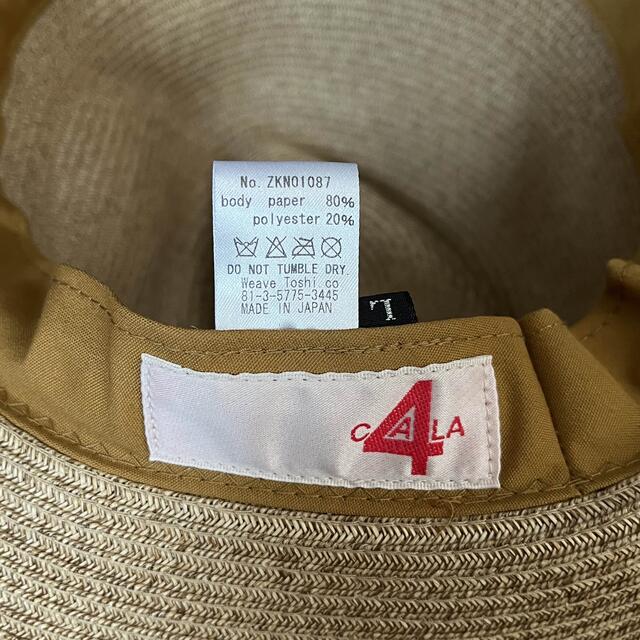 No. ZKN01087
body paper 80%
polyester 20%
DO NOT TUMBLE DRY
Weave Toshi co
81-3-5775-3445
MADE IN JAPAN
L
CA4LA